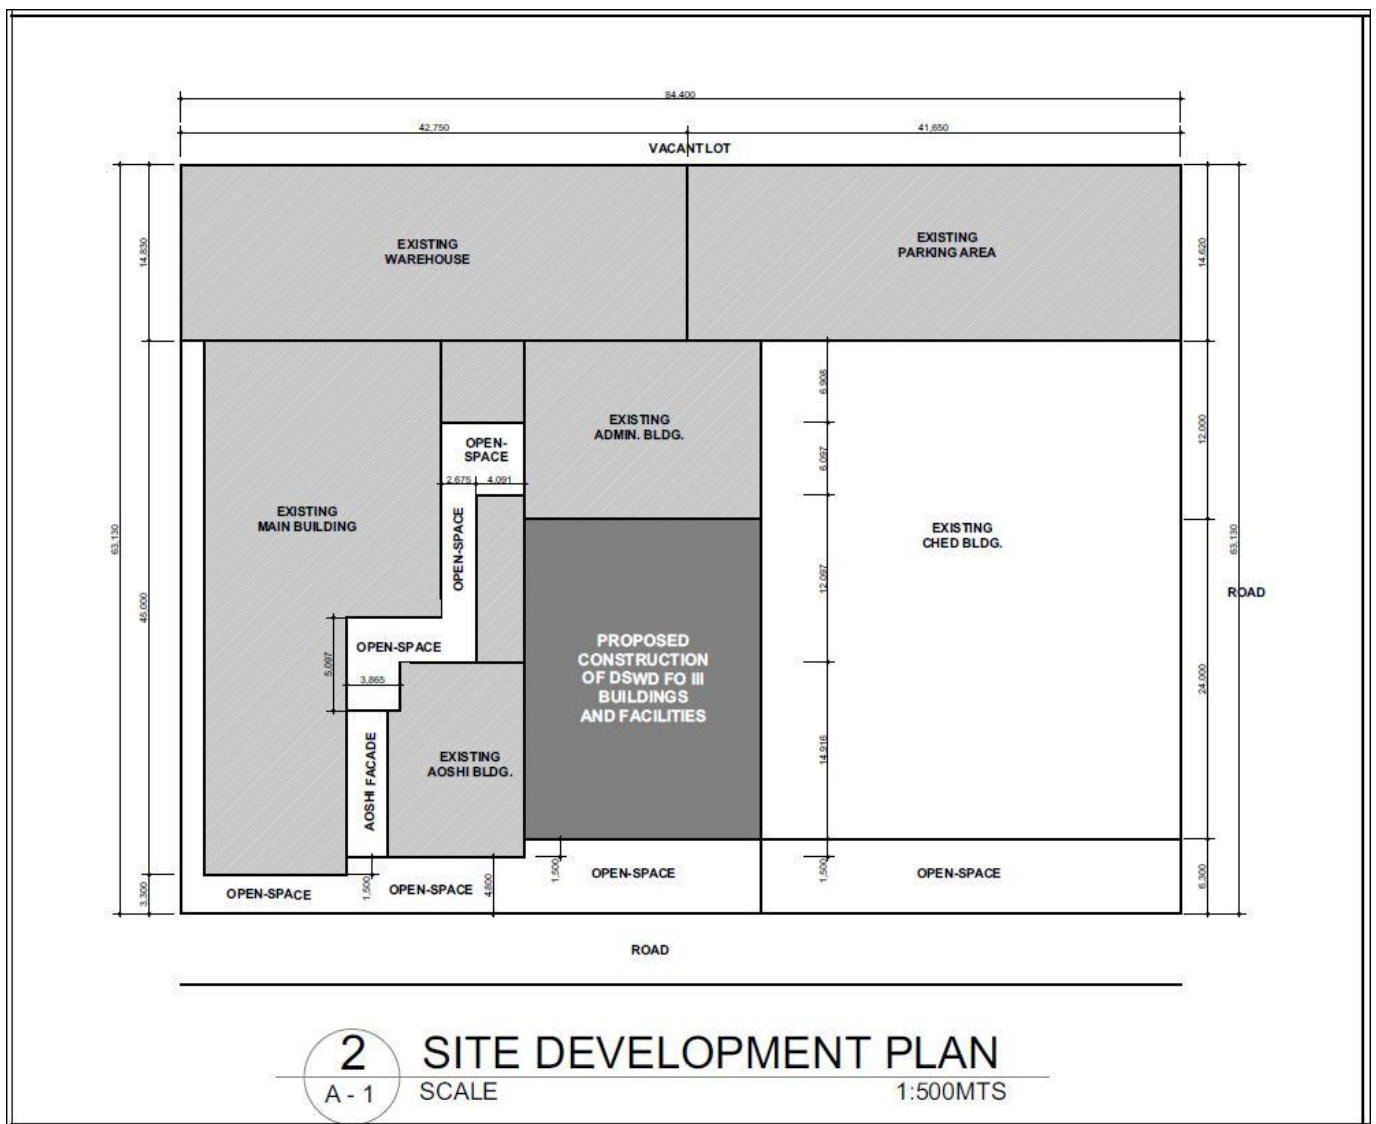 84.400
42.750
41.650
VACANT LOT
EXISTING
WAREHOUSE
EXISTING
PARKING AREA
14.830
14.620
63.130
45.000
3.300
EXISTING
MAIN BUILDING
OPEN-
SPACE
2.675
4.091
OPEN-SPACE
EXISTING
ADMIN. BLDG.
6.908
6.097
12.097
14.916
1.500
EXISTING
CHED BLDG.
12.000
24.000
6.300
63.130
ROAD
OPEN-SPACE
5.097
3.865
PROPOSED
CONSTRUCTION
OF DSWD FO III
BUILDINGS
AND FACILITIES
AOSHI FACADE
EXISTING
AOSHI BLDG.
OPEN-SPACE
1.500
OPEN-SPACE
4.800
1.500
OPEN-SPACE
OPEN-SPACE
ROAD
2
A - 1
SITE DEVELOPMENT PLAN
SCALE 1:500MTS